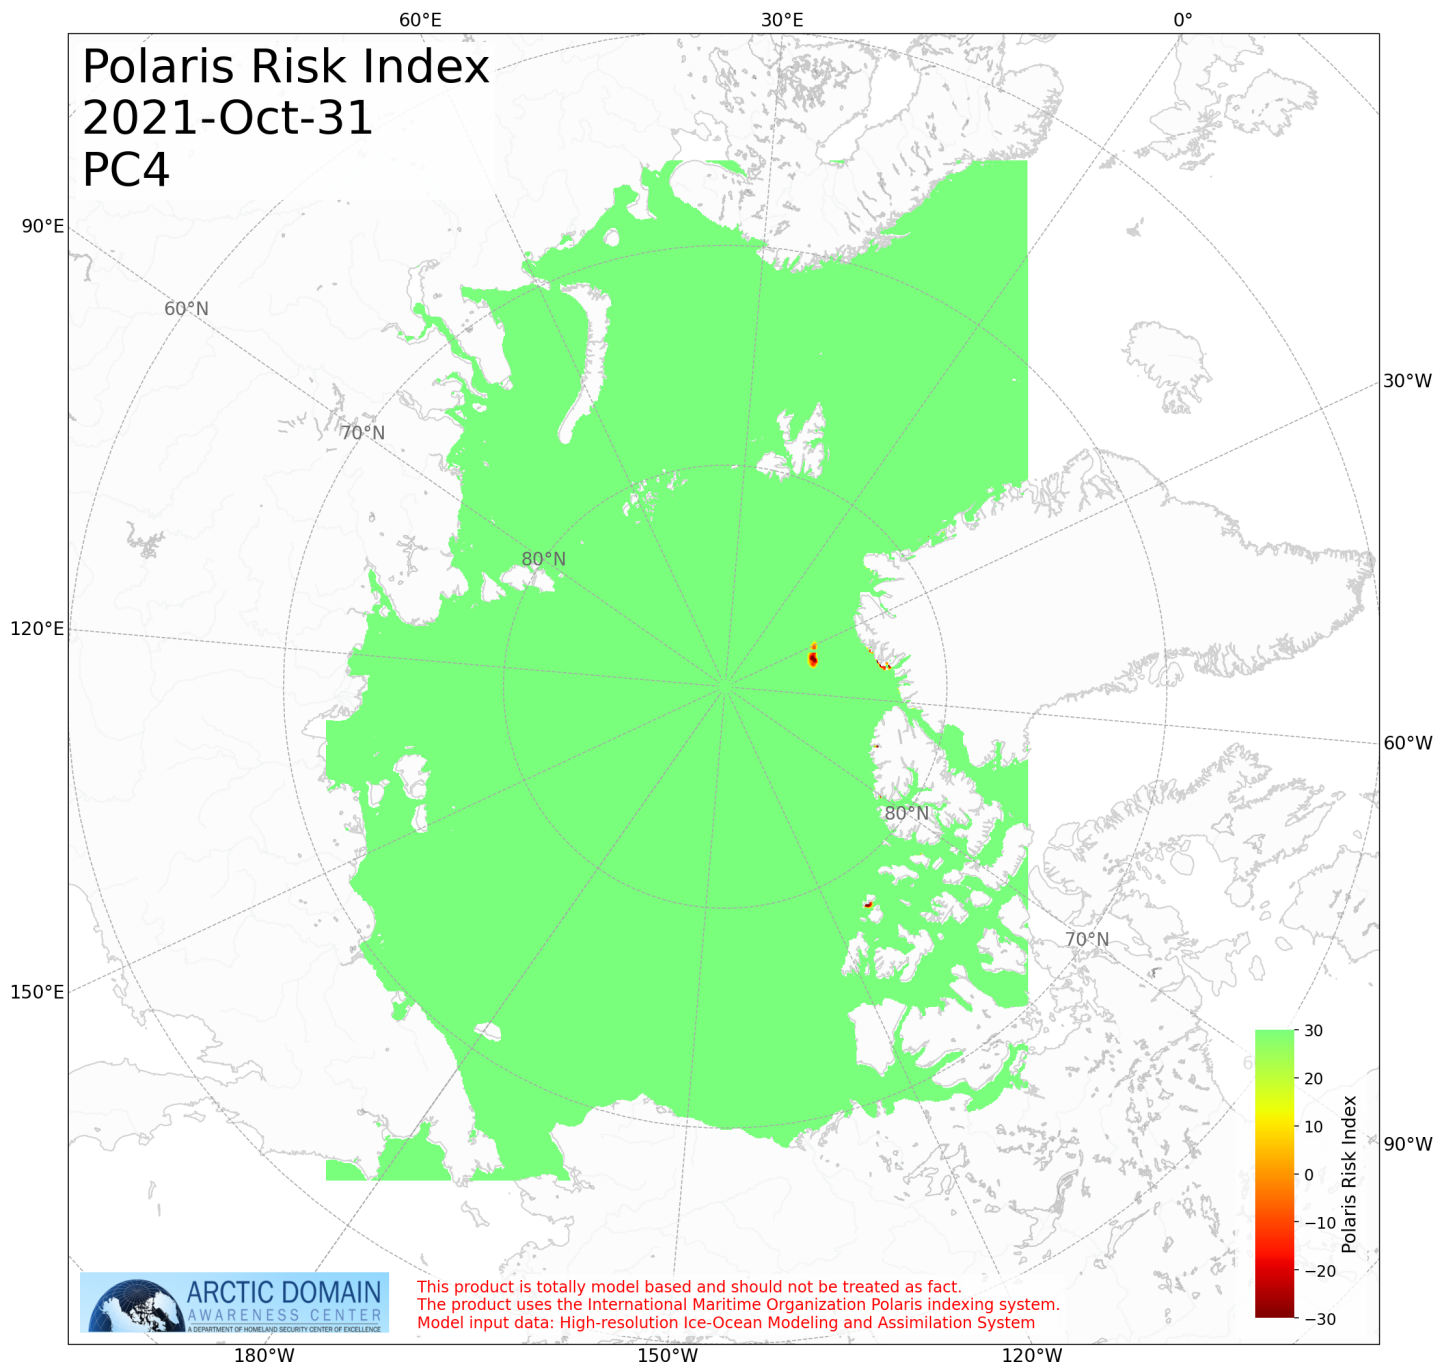 60°E
30°E
0°
Polaris Risk Index
2021-Oct-31
PC4
90°E
60°N
30°W
70°N
80°N
120°E
60°W
80°N
70°N
150°E
30
20
10
0
−10
−20
−30
Polaris Risk Index
90°W
ARCTIC DOMAIN
AWARENESS CENTER
A DEPARTMENT OF HOMELAND SECURITY CENTER OF EXCELLENCE
This product is totally model based and should not be treated as fact.
The product uses the International Maritime Organization Polaris indexing system.
Model input data: High-resolution Ice-Ocean Modeling and Assimilation System
180°W
150°W
120°W